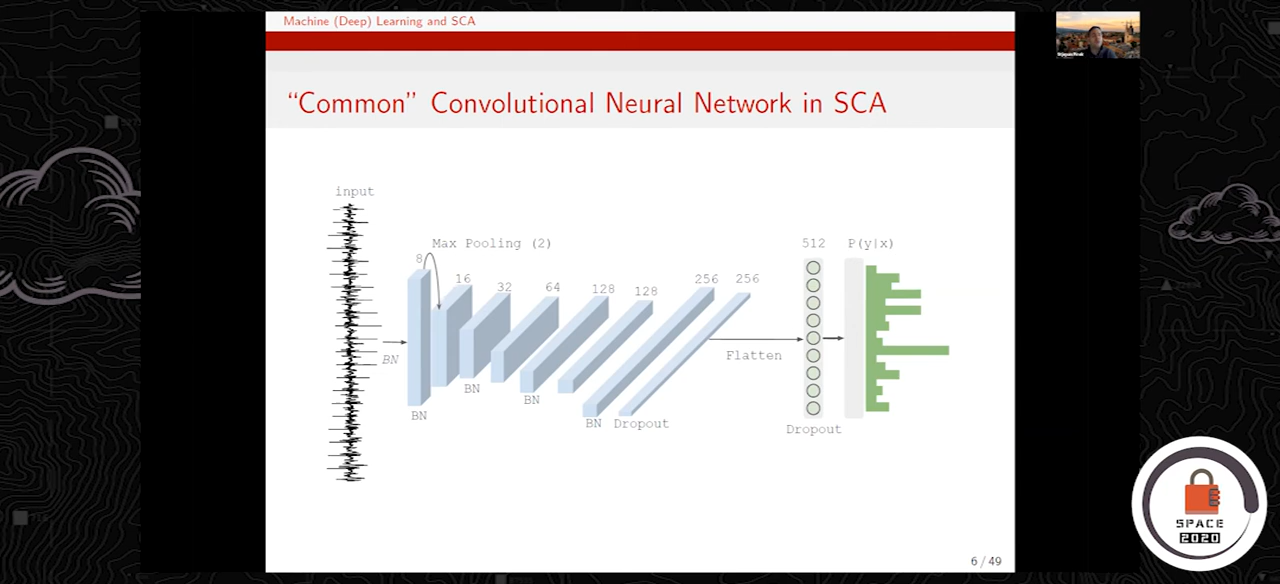 Machine (Deep) Learning and SCA
“Common” Convolutional Neural Network in SCA
input
Max Pooling (2)
8
16
32
64
128
128
256
256
512
P(y|x)
BN
Flatten
BN
BN
BN
BN
Dropout
Dropout
6 / 49
SPACE
2020